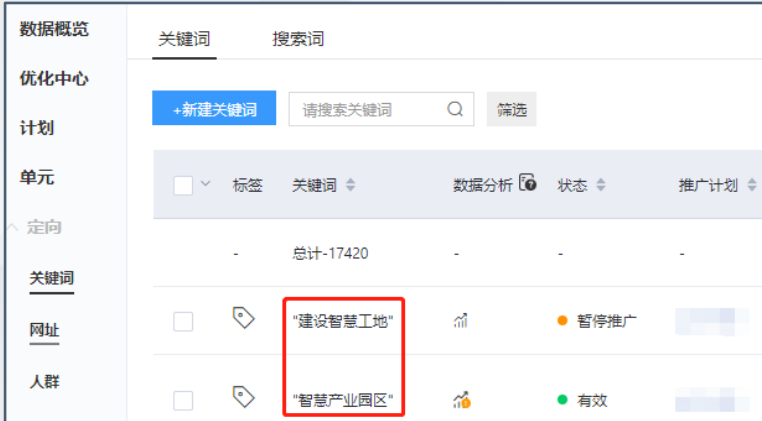 数据概览
优化中心
计划
单元
定向
关键词
网址
人群
关键词 搜索词
+新建关键词 请搜索关键词 筛选
标签 关键词 数据分析 状态 推广计划
- 总计-17420 - - -
"建设智慧工地" 暂停推广
"智慧产业园区" 有效